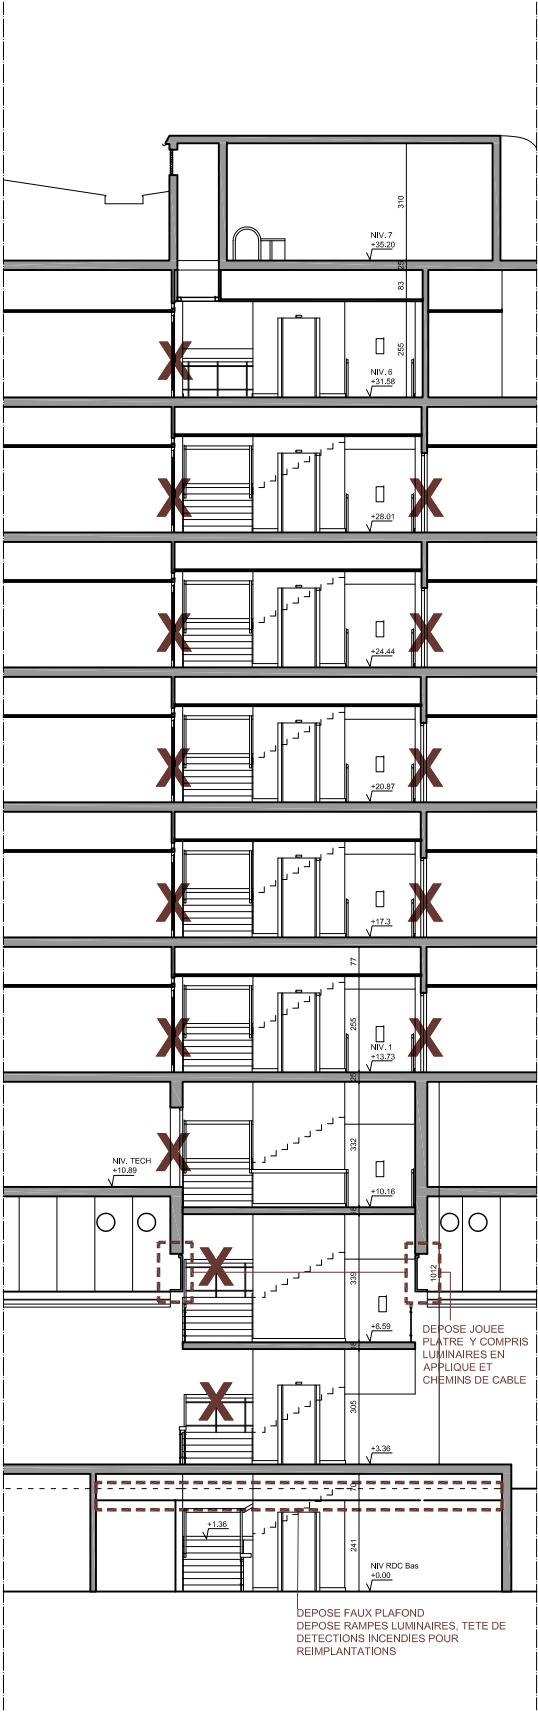 310
NIV. 7
+35.20
25
83
255
NIV. 6
+31.58
X
X
X
+28.01
X
X
+24.44
X
X
+20.87
X
X
+17.3
77
255
X
X
NIV. 1
+13.73
25
332
X
NIV. TECH
+10.89
+10.16
X
339
1012
+6.59
DEPOSE JOUEE
PLATRE Y COMPRIS
LUMINAIRES EN
APPLIQUE ET
CHEMINS DE CABLE
X
305
+3.36
70
+1.36
241
NIV RDC Bas
+0.00
DEPOSE FAUX PLAFOND
DEPOSE RAMPES LUMINAIRES, TETE DE
DETECTIONS INCENDIES POUR
REIMPLANTATIONS